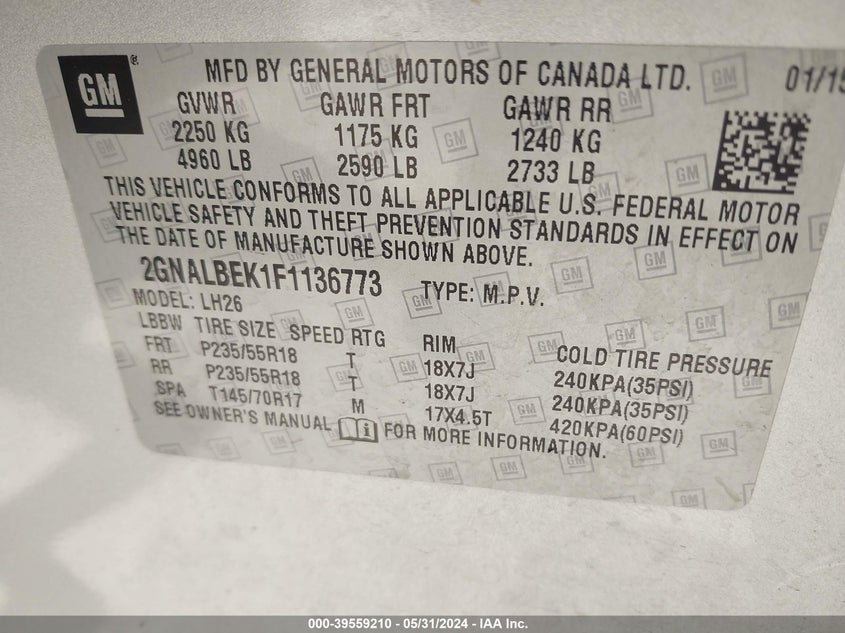 GM
MFD BY GENERAL MOTORS OF CANADA LTD. 01/15
GVWR GAWR FRT GAWR RR
2250 KG 1175 KG 1240 KG
4960 LB 2590 LB 2733 LB
THIS VEHICLE CONFORMS TO ALL APPLICABLE U.S. FEDERAL MOTOR
VEHICLE SAFETY AND THEFT PREVENTION STANDARDS IN EFFECT ON
THE DATE OF MANUFACTURE SHOWN ABOVE.
2GNALBEK1F1136773 TYPE: M.P.V.
MODEL: LH26
LBBW TIRE SIZE SPEED RTG RIM COLD TIRE PRESSURE
FRT P235/55R18 T 18X7J 240KPA(35PSI)
RR P235/55R18 T 18X7J 240KPA(35PSI)
SPA T145/70R17 M 17X4.5T 420KPA(60PSI)
SEE OWNER'S MANUAL FOR MORE INFORMATION.
000-39559210 - 05/31/2024 - IAA Inc.